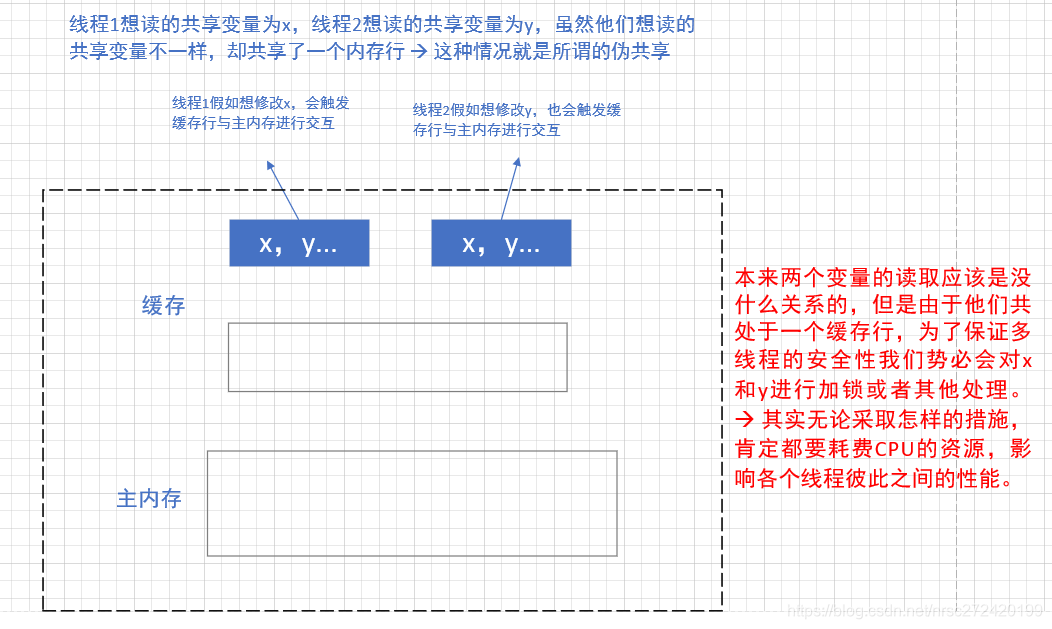 线程1想读的共享变量为x，线程2想读的共享变量为y，虽然他们想读的
共享变量不一样，却共享了一个内存行 → 这种情况就是所谓的伪共享
线程1假如想修改x，会触发
缓存行与主内存进行交互
线程2假如想修改y，也会触发缓
存行与主内存进行交互
x，y...
x，y...
缓存
主内存
本来两个变量的读取应该是没
什么关系的，但是由于他们共
处于一个缓存行，为了保证多
线程的安全性我们势必会对x
和y进行加锁或者其他处理。
→ 其实无论采取怎样的措施，
肯定都要耗费CPU的资源，影
响各个线程彼此之间的性能。
https://blog.csdn.net/nrsc272420199